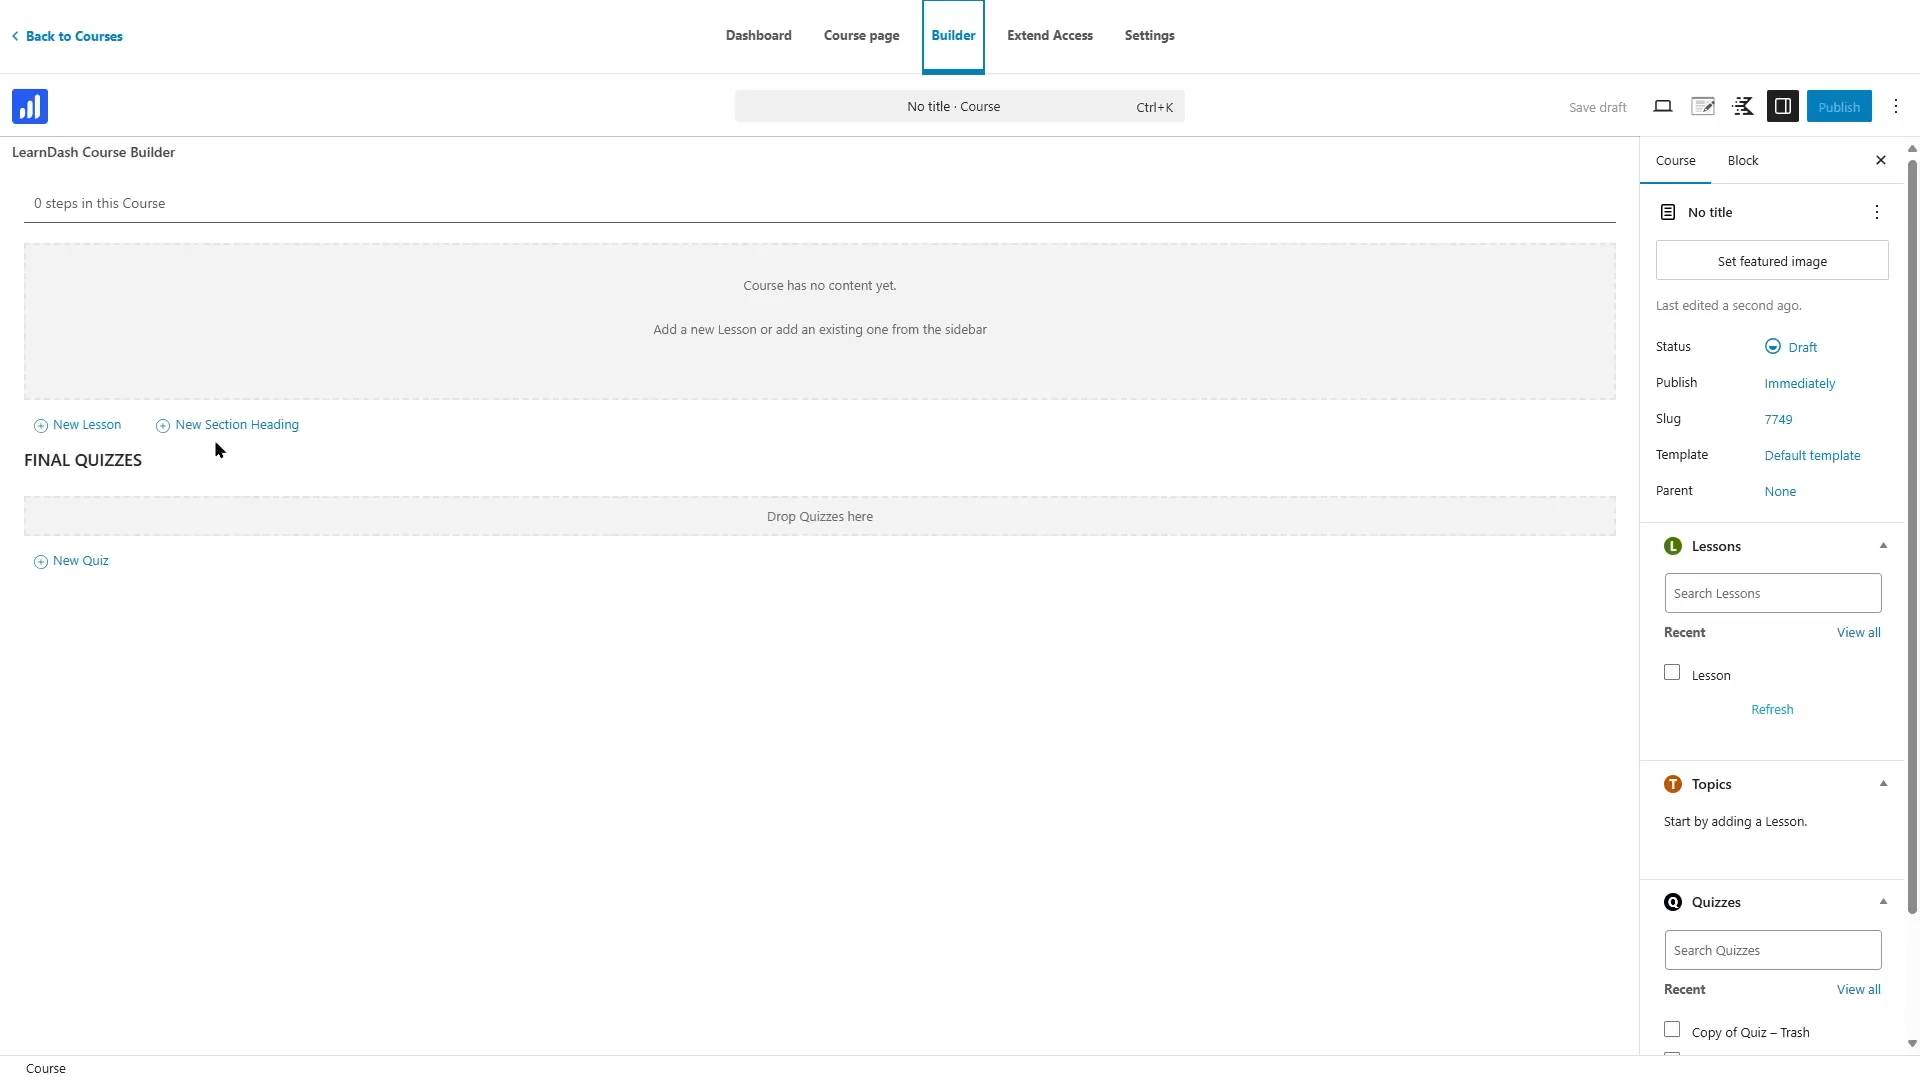 Back to Courses
Dashboard
Course page
Builder
Extend Access
Settings
No title · Course
Ctrl+K
Save draft
Publish
LearnDash Course Builder
0 steps in this Course
Course has no content yet.
Add a new Lesson or add an existing one from the sidebar
New Lesson
New Section Heading
FINAL QUIZZES
Drop Quizzes here
New Quiz
Course
Block
No title
Set featured image
Last edited a second ago.
Status
Draft
Publish
Immediately
Slug
7749
Template
Default template
Parent
None
L
Lessons
Search Lessons
Recent
View all
Lesson
Refresh
T
Topics
Start by adding a Lesson.
Q
Quizzes
Search Quizzes
Recent
View all
Copy of Quiz – Trash
Course